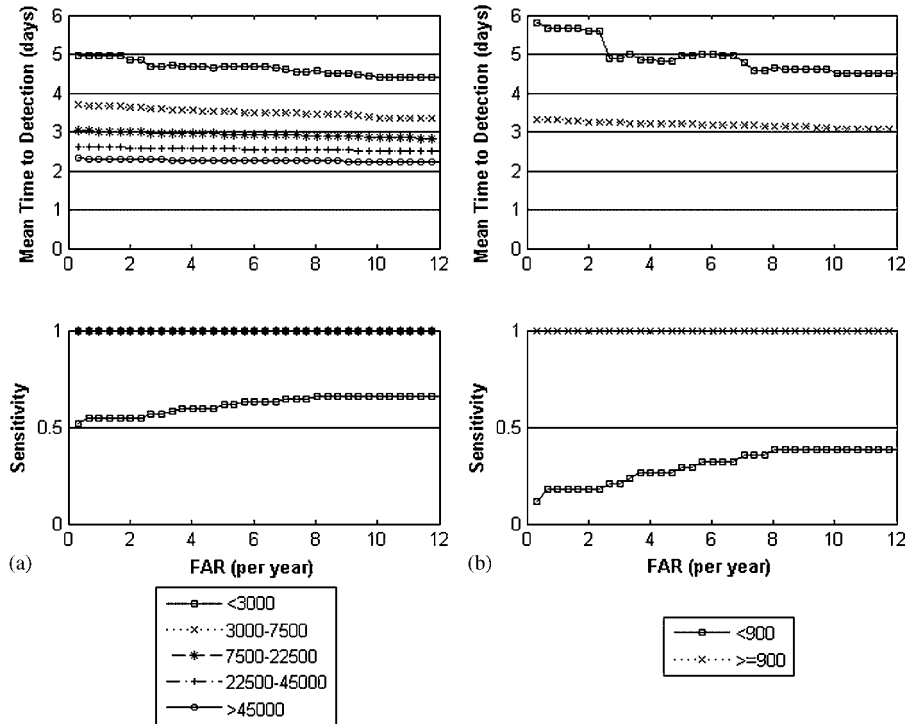 6
5
4
3
2
1
0
Mean Time to Detection (days)
0 2 4 6 8 10 12
6
5
4
3
2
1
0
Mean Time to Detection (days)
0 2 4 6 8 10 12
1
0.5
0
Sensitivity
0 2 4 6 8 10 12
(a)
FAR (per year)
1
0.5
0
Sensitivity
0 2 4 6 8 10 12
(b)
FAR (per year)
<3000
3000-7500
7500-22500
22500-45000
>45000
<900
>=900